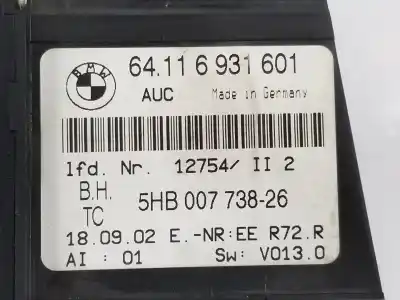 BMW
64.11 6 931 601
AUC Made in Germany
lfd. Nr. 12754/ II 2
B.H.
TC 5HB 007 738-26
18.09.02 E.-NR:EE R72.R
AI : 01 Sw: V013.0